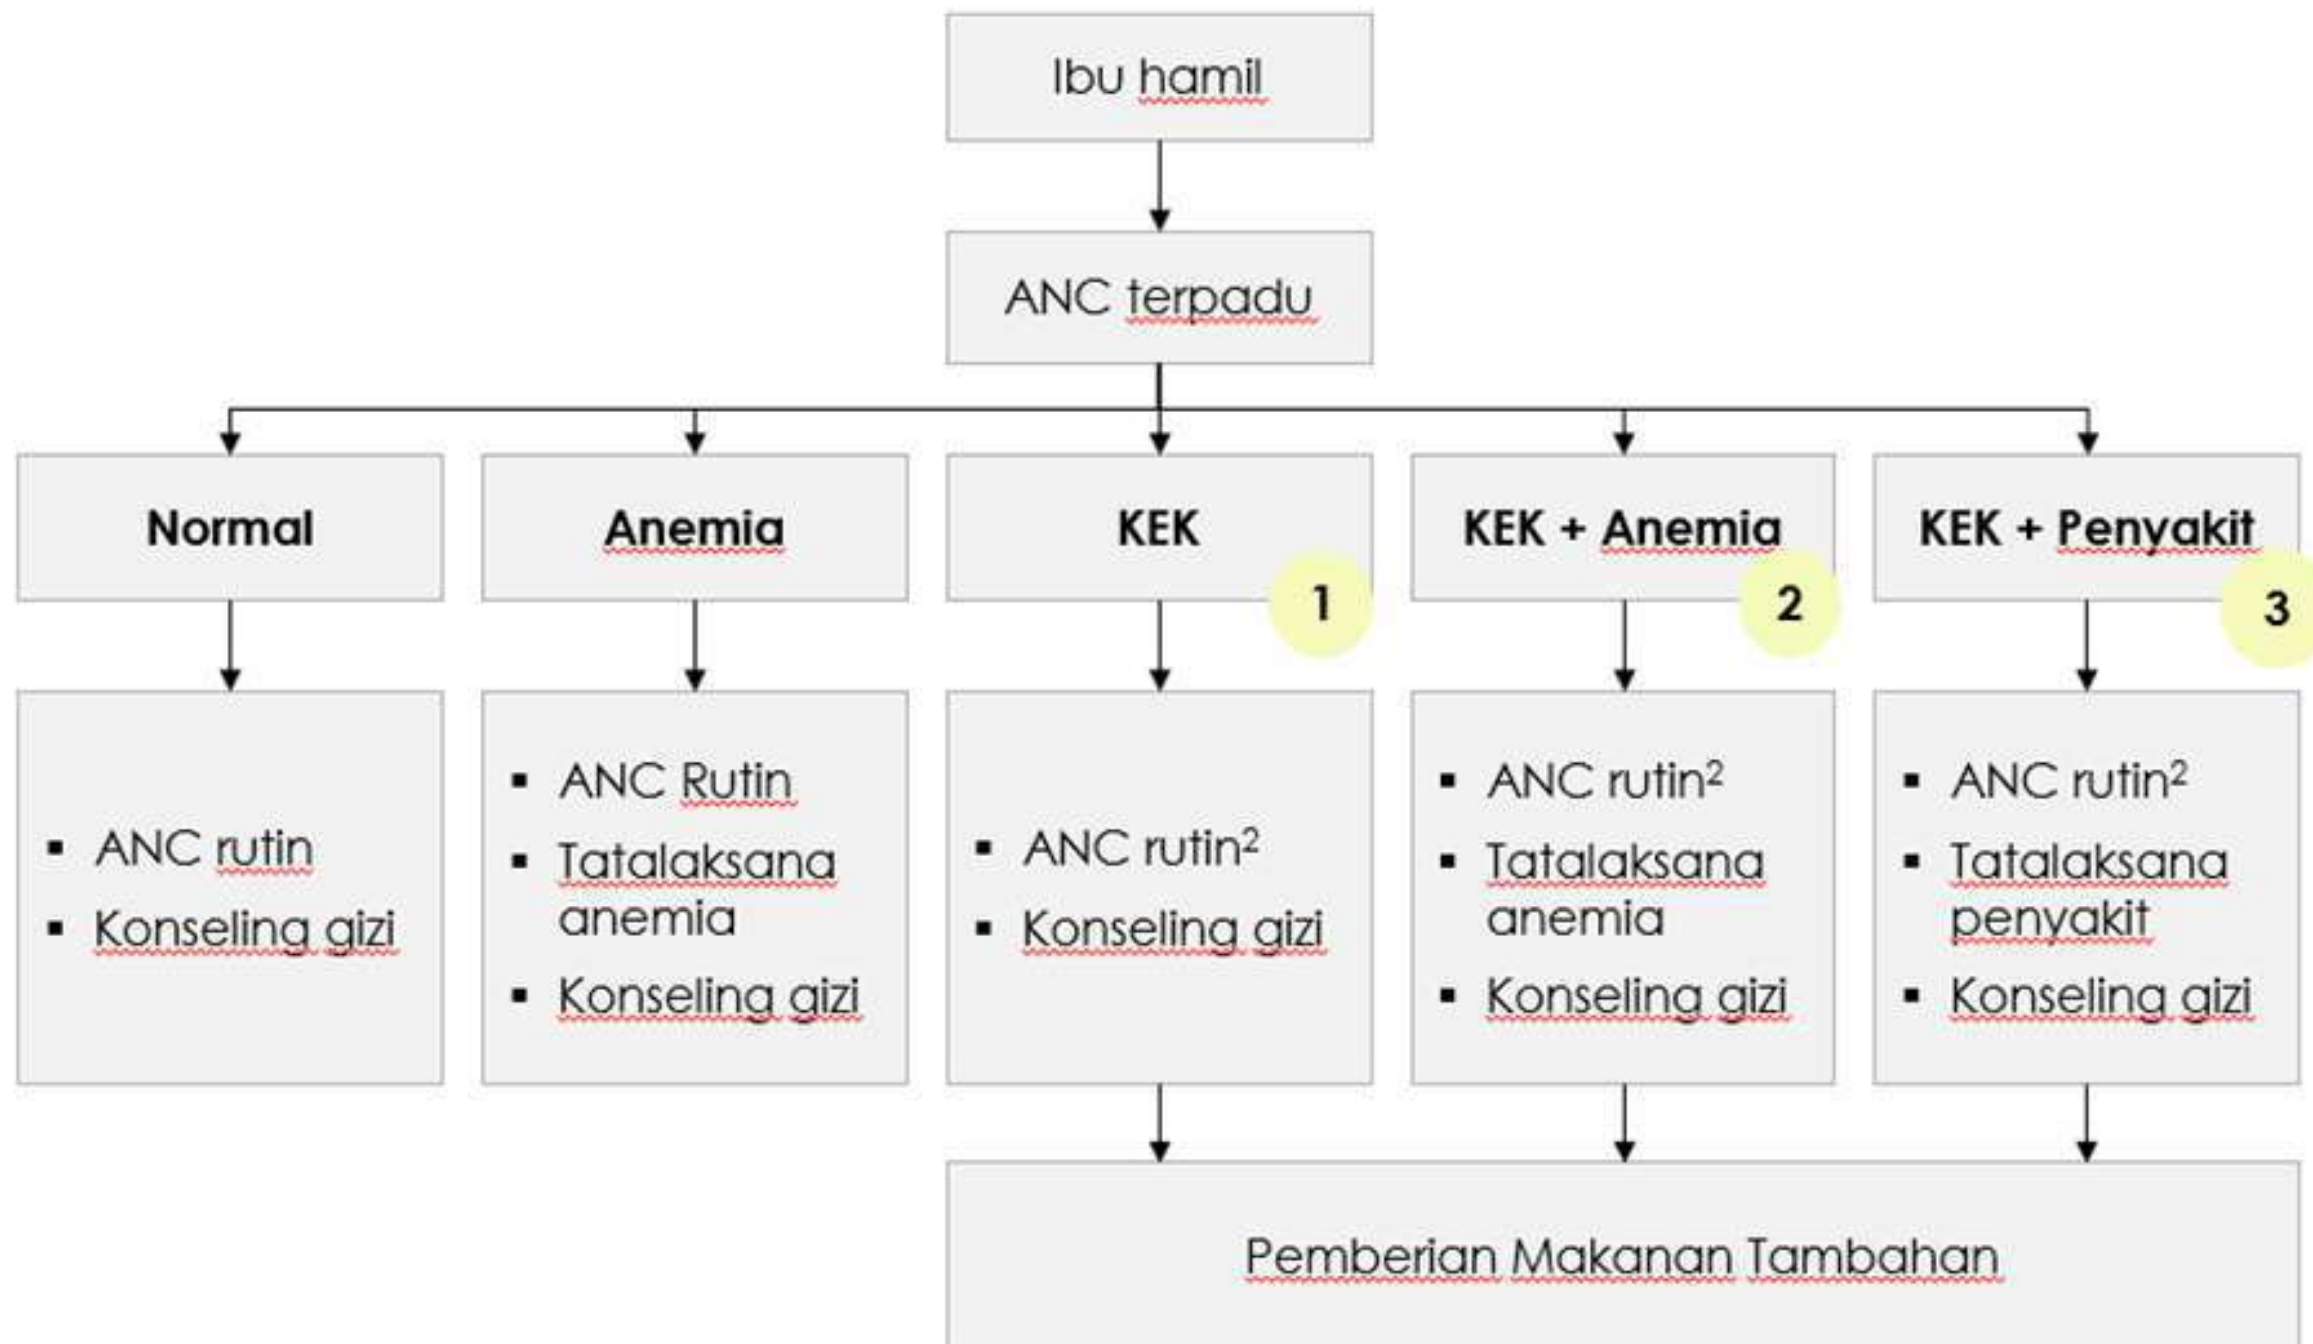 Ibu hamil
ANC terpadu
Normal
Anemia
KEK
1
KEK + Anemia
2
KEK + Penyakit
3
▪ ANC rutin
▪ Konseling gizi
▪ ANC Rutin
▪ Tatalaksana
anemia
▪ Konseling gizi
▪ ANC rutin²
▪ Konseling gizi
▪ ANC rutin²
▪ Tatalaksana
anemia
▪ Konseling gizi
▪ ANC rutin²
▪ Tatalaksana
penyakit
▪ Konseling gizi
Pemberian Makanan Tambahan